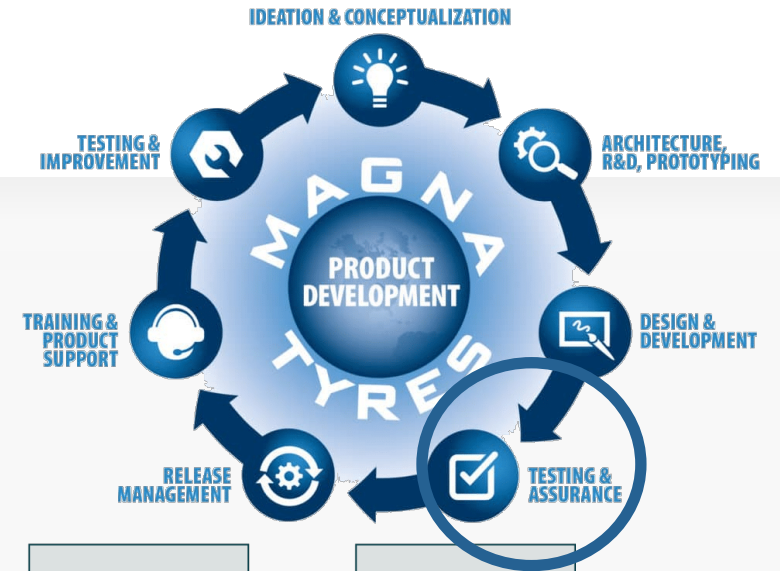 IDEATION & CONCEPTUALIZATION
TESTING &
IMPROVEMENT
ARCHITECTURE,
R&D, PROTOTYPING
MAGNA
PRODUCT
DEVELOPMENT
TYRES
TRAINING &
PRODUCT
SUPPORT
DESIGN &
DEVELOPMENT
RELEASE
MANAGEMENT
TESTING &
ASSURANCE